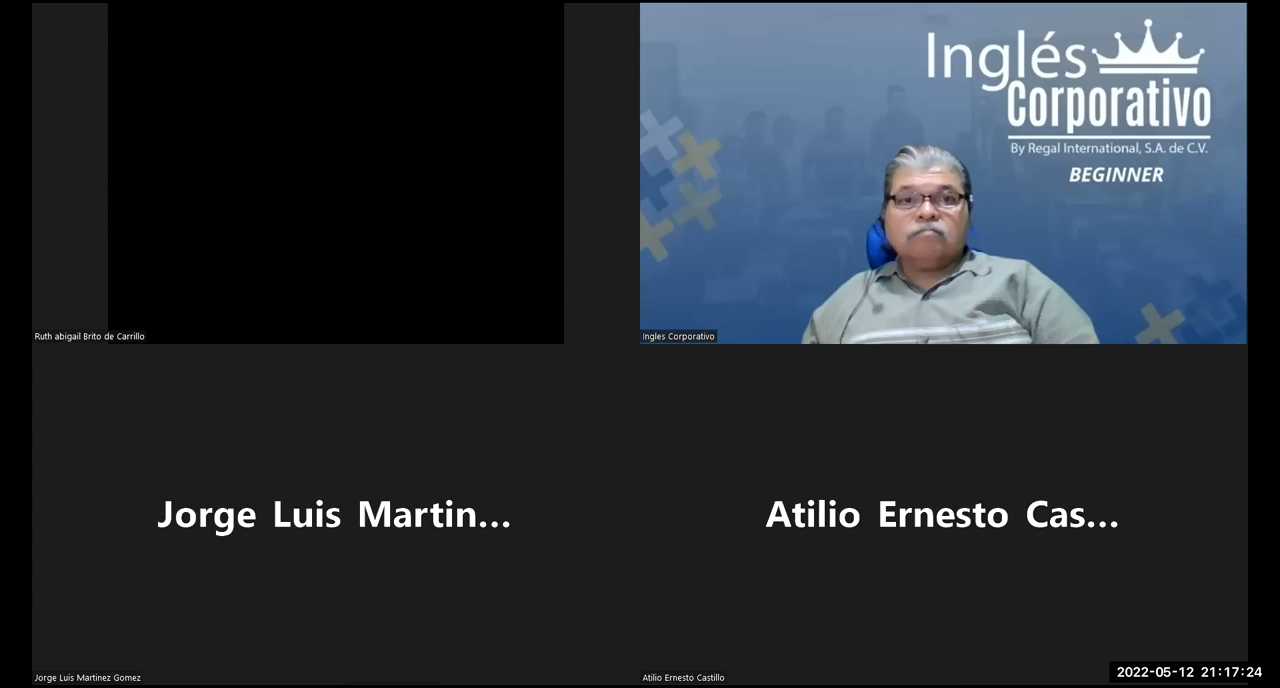 Inglés
Corporativo
By Regal International, S.A. de C.V.
BEGINNER
Ruth abigail Brito de Carrillo
Ingles Corporativo
Jorge Luis Martin...
Atilio Ernesto Cas...
Jorge Luis Martinez Gomez
Atilio Ernesto Castillo
2022-05-12 21:17:24